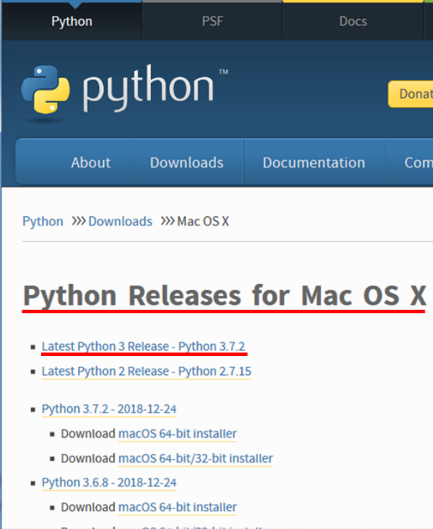 Python PSF Docs
python™
Donat
About Downloads Documentation Com
Python >>> Downloads >>> Mac OS X
Python Releases for Mac OS X
Latest Python 3 Release - Python 3.7.2
Latest Python 2 Release - Python 2.7.15
Python 3.7.2 - 2018-12-24
Download macOS 64-bit installer
Download macOS 64-bit/32-bit installer
Python 3.6.8 - 2018-12-24
Download macOS 64-bit installer